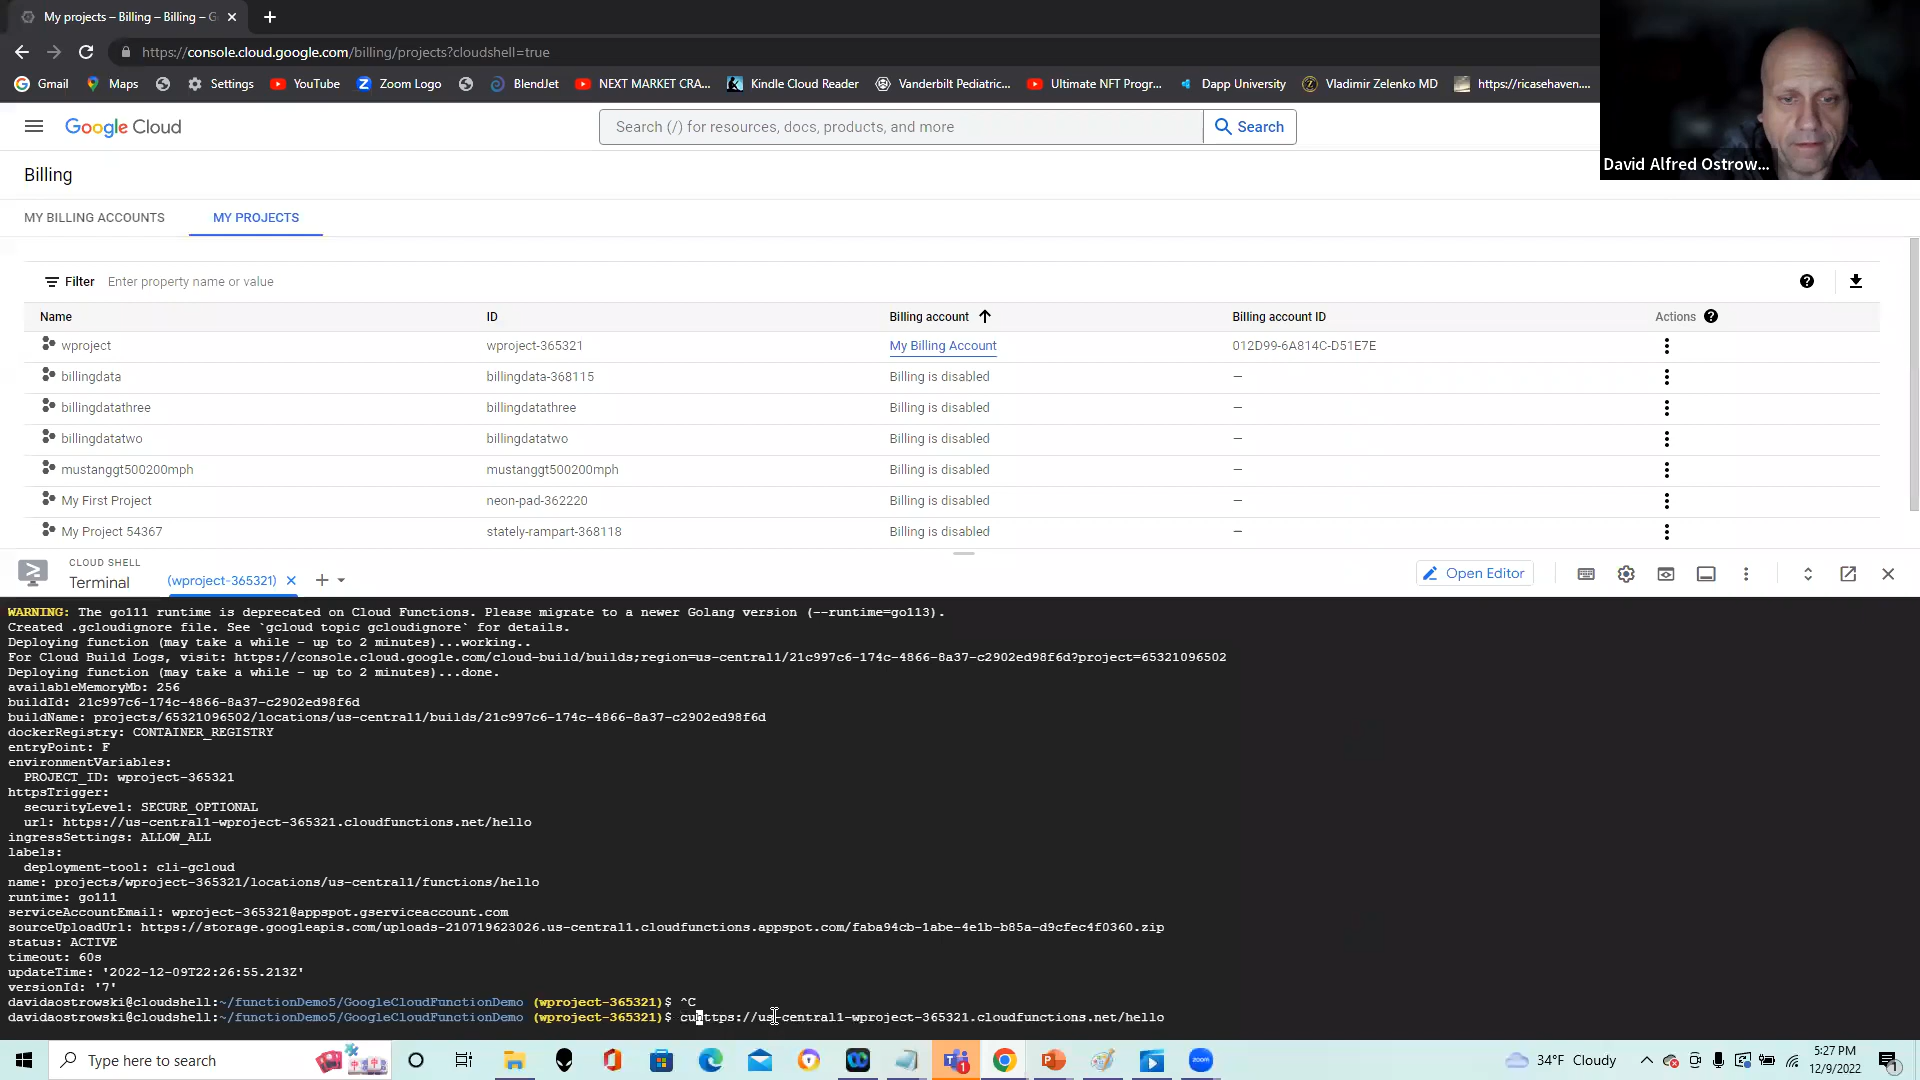 My projects – Billing – Billing – G
https://console.cloud.google.com/billing/projects?cloudshell=true
Gmail Maps Settings YouTube Zoom Logo BlendJet NEXT MARKET CRA... Kindle Cloud Reader Vanderbilt Pediatric... Ultimate NFT Progr... Dapp University Vladimir Zelenko MD https://ricasehaven....
Google Cloud Search (/) for resources, docs, products, and more Search
David Alfred Ostrow...
Billing
MY BILLING ACCOUNTS MY PROJECTS
Filter Enter property name or value
Name ID Billing account Billing account ID Actions
wproject wproject-365321 My Billing Account 012D99-6A814C-D51E7E
billingdata billingdata-368115 Billing is disabled —
billingdatathree billingdatathree Billing is disabled —
billingdatatwo billingdatatwo Billing is disabled —
mustanggt500200mph mustanggt500200mph Billing is disabled —
My First Project neon-pad-362220 Billing is disabled —
My Project 54367 stately-rampart-368118 Billing is disabled —
CLOUD SHELL
Terminal (wproject-365321) Open Editor
WARNING: The go111 runtime is deprecated on Cloud Functions. Please migrate to a newer Golang version (--runtime=go113).
Created .gcloudignore file. See `gcloud topic gcloudignore` for details.
Deploying function (may take a while - up to 2 minutes)...working..
For Cloud Build Logs, visit: https://console.cloud.google.com/cloud-build/builds;region=us-central1/21c997c6-174c-4866-8a37-c2902ed98f6d?project=65321096502
Deploying function (may take a while - up to 2 minutes)...done.
availableMemoryMb: 256
buildId: 21c997c6-174c-4866-8a37-c2902ed98f6d
buildName: projects/65321096502/locations/us-central1/builds/21c997c6-174c-4866-8a37-c2902ed98f6d
dockerRegistry: CONTAINER_REGISTRY
entryPoint: F
environmentVariables:
PROJECT_ID: wproject-365321
httpsTrigger:
securityLevel: SECURE_OPTIONAL
url: https://us-central1-wproject-365321.cloudfunctions.net/hello
ingressSettings: ALLOW_ALL
labels:
deployment-tool: cli-gcloud
name: projects/wproject-365321/locations/us-central1/functions/hello
runtime: go111
serviceAccountEmail: wproject-365321@appspot.gserviceaccount.com
sourceUploadUrl: https://storage.googleapis.com/uploads-210719623026.us-central1.cloudfunctions.appspot.com/faba94cb-1abe-4e1b-b85a-d9cfec4f0360.zip
status: ACTIVE
timeout: 60s
updateTime: '2022-12-09T22:26:55.213Z'
versionId: '7'
davidaostrowski@cloudshell:~/functionDemo5/GoogleCloudFunctionDemo (wproject-365321)$ ^C
davidaostrowski@cloudshell:~/functionDemo5/GoogleCloudFunctionDemo (wproject-365321)$ cuhttps://us-central1-wproject-365321.cloudfunctions.net/hello
Type here to search 34°F Cloudy 5:27 PM
12/9/2022